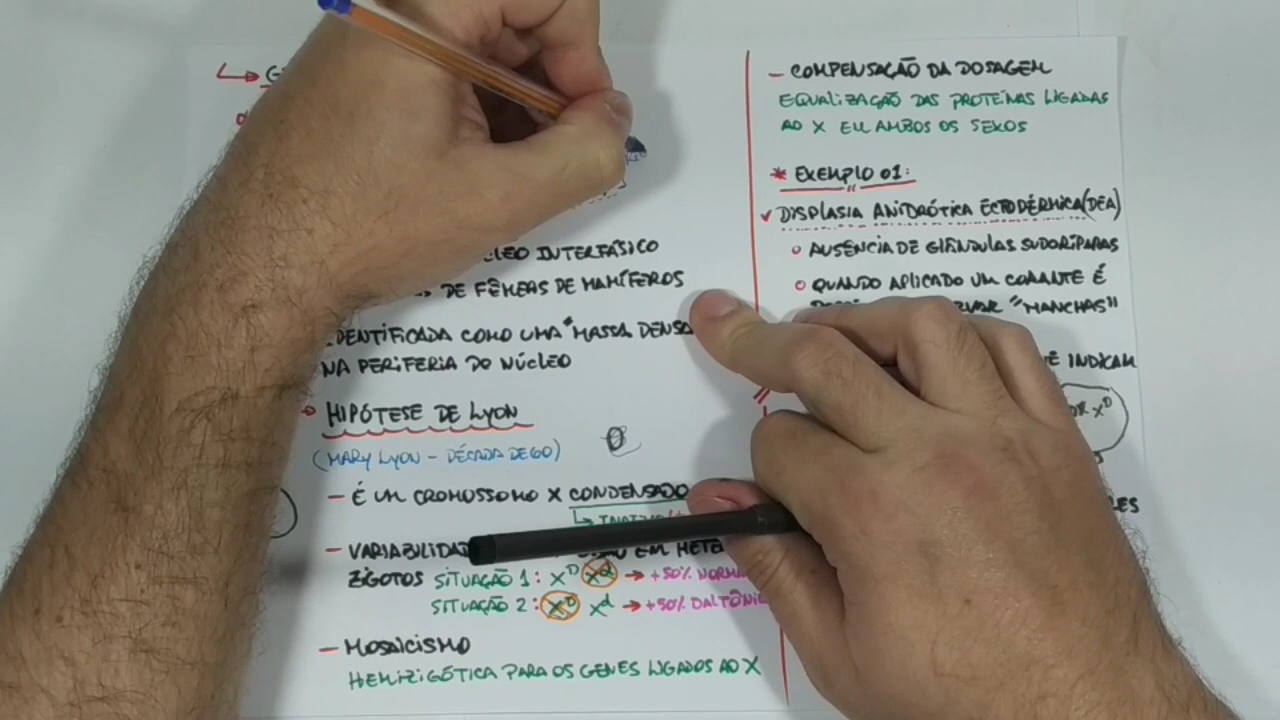 NÚCLEO INTERFÁSICO
DE FÊMEAS DE MAMÍFEROS
IDENTIFICADA COMO UMA "MASSA DENSA
NA PERIFERIA DO NÚCLEO
HIPÓTESE DE LYON
(MARY LYON - DÉCADA DE 60)
- É UM CROMOSSOMO X CONDENSADO
- VARIABILIDAD EM HETE
ZIGOTOS SITUAÇÃO 1: X^D X^d → +50% NORMA
SITUAÇÃO 2: X^D X^d → +50% DALTÔNIC
- MOSAICISMO
HEMIZIGÓTICA PARA OS GENES LIGADOS AO X
- COMPENSAÇÃO DA DOSAGEM
EQUALIZAÇÃO DAS PROTEÍNAS LIGADAS
AO X EM AMBOS OS SEXOS
* EXEMPLO 01:
✓ DISPLASIA ANIDRÓTICA ECTODÉRMICA (DEA)
○ AUSÊNCIA DE GLÂNDULAS SUDORÍPARAS
○ QUANDO APLICADO UM CORANTE É
"MANCHAS"
INDICAM
X^D